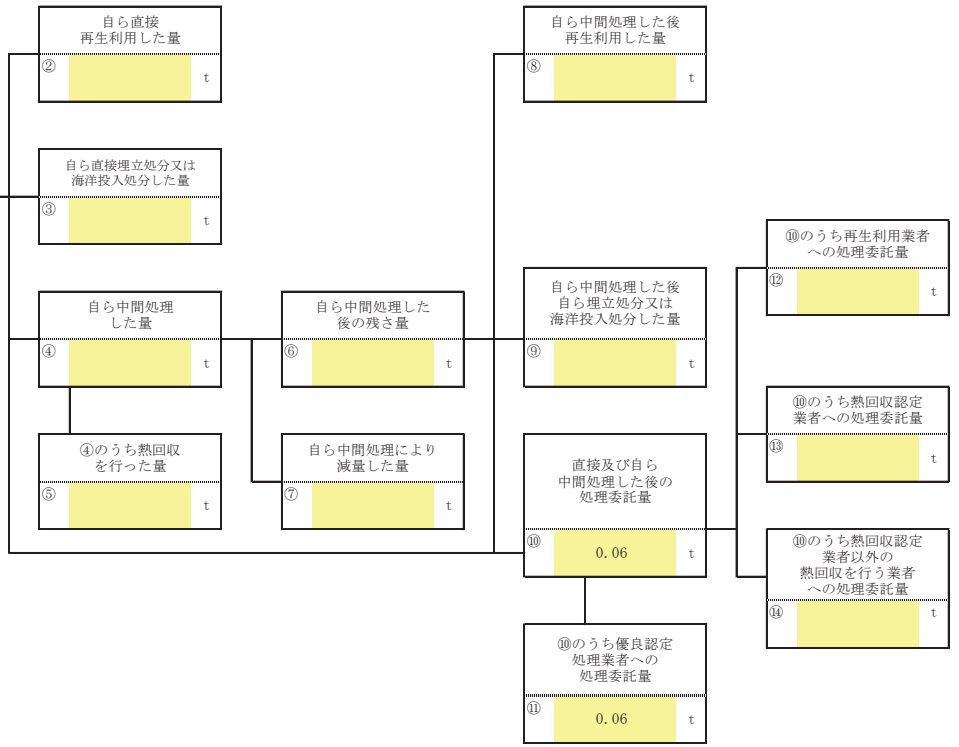 自ら直接
再生利用した量
②
t
自ら直接埋立処分又は
海洋投入処分した量
③
t
自ら中間処理
した量
④
t
④のうち熱回収
を行った量
⑤
t
自ら中間処理した
後の残さ量
⑥
t
自ら中間処理により
減量した量
⑦
t
自ら中間処理した後
再生利用した量
⑧
t
自ら中間処理した後
自ら埋立処分又は
海洋投入処分した量
⑨
t
直接及び自ら
中間処理した後の
処理委託量
⑩ 0.06 t
⑩のうち優良認定
処理業者への
処理委託量
⑪ 0.06 t
⑩のうち再生利用業者
への処理委託量
⑫
t
⑩のうち熱回収認定
業者への処理委託量
⑬
t
⑩のうち熱回収認定
業者以外の
熱回収を行う業者
への処理委託量
⑭
t